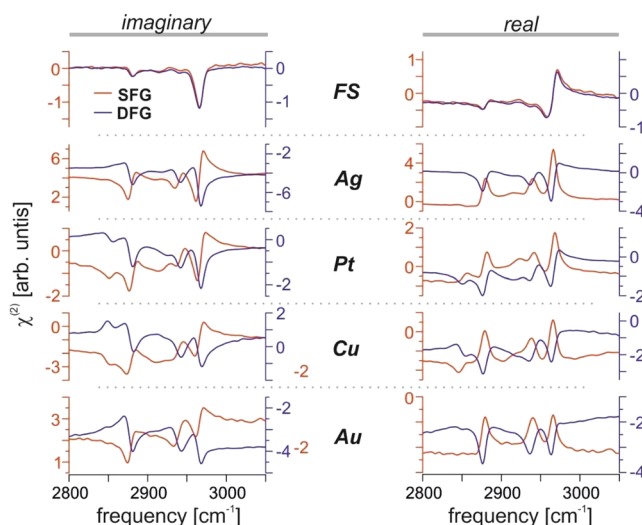 imaginary real
0 0 1 0
-1 -1 0 -1
SFG
DFG
FS
6 -2 4 0
2 -6 2 -2
0 -4
Ag
0 0 2 0
-2 -2 0 -2
Pt
-1 2 0 0
-3 0 -2 -2
-2
Cu
3 -2 0 -2
1 -4 -2 -4
Au
χ(2) [arb. untis]
2800 2900 3000
frequency [cm-1]
2800 2900 3000
frequency [cm-1]